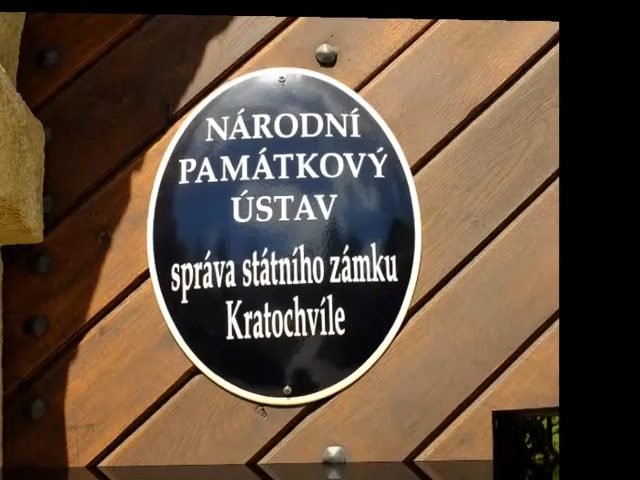 NÁRODNÍ
PAMÁTKOVÝ
ÚSTAV
správa státního zámku
Kratochvíle